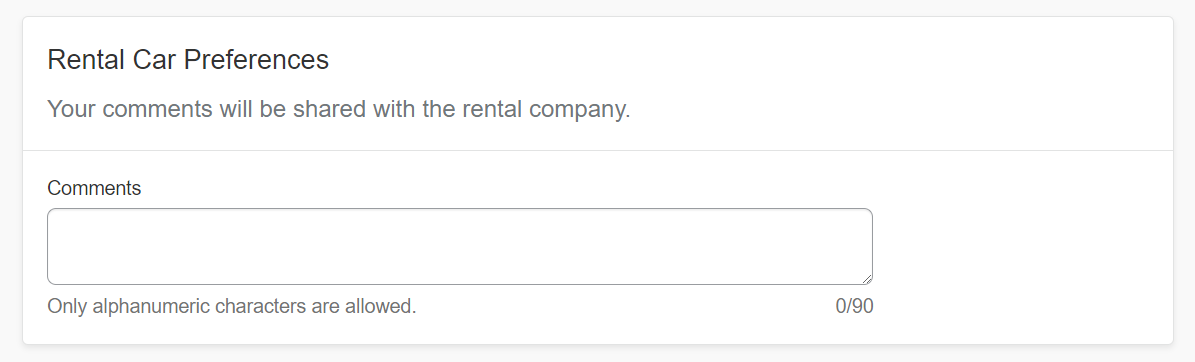 Rental Car Preferences
Your comments will be shared with the rental company.
Comments
Only alphanumeric characters are allowed.
0/90